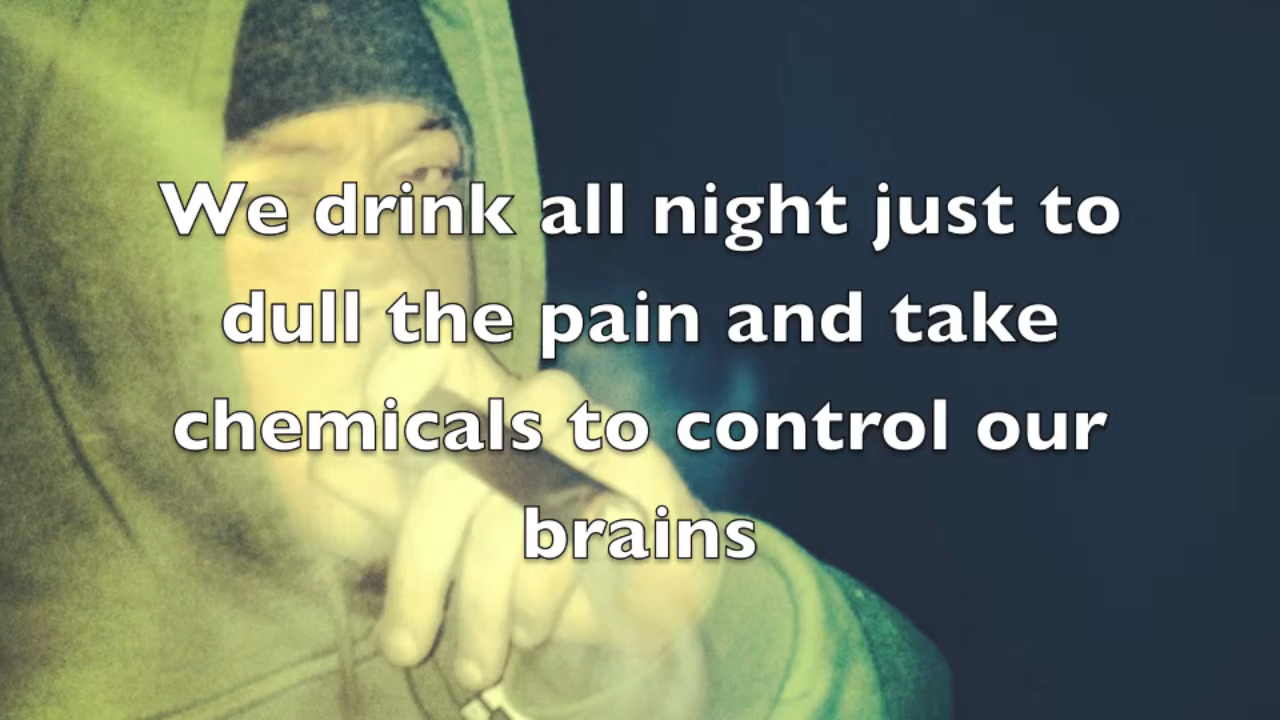 We drink all night just to
dull the pain and take
chemicals to control our
brains